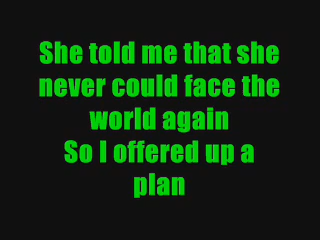 She told me that she
never could face the
world again
So I offered up a
plan